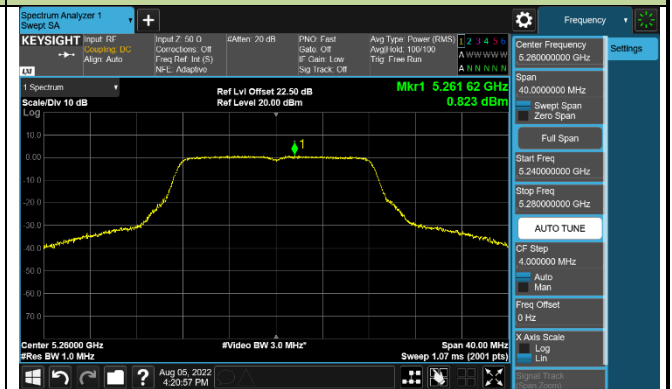 Spectrum Analyzer 1
Swept SA
Frequency
KEYSIGHT
Input: RF
Coupling: DC
Align: Auto
Input Z: 50 Ω
Corrections: Off
Freq Ref: Int (S)
NFE: Adaptive
#Atten: 20 dB
PNO: Fast
Gate: Off
IF Gain: Low
Sig Track: Off
Avg Type: Power (RMS)
Avg|Hold: 100/100
Trig: Free Run
1 2 3 4 5 6
A W W W W W
A N N N N N
LXI
1 Spectrum
Scale/Div 10 dB
Log
Ref Lvl Offset 22.50 dB
Ref Level 20.00 dBm
Mkr1 5.261 62 GHz
0.823 dBm
10.0
0.00
-10.0
-20.0
-30.0
-40.0
-50.0
-60.0
-70.0
1
Center 5.26000 GHz
#Res BW 1.0 MHz
#Video BW 3.0 MHz*
Span 40.00 MHz
Sweep 1.07 ms (2001 pts)
Aug 05, 2022
4:20:57 PM
Center Frequency
5.260000000 GHz
Settings
Span
40.0000000 MHz
Swept Span
Zero Span
Full Span
Start Freq
5.240000000 GHz
Stop Freq
5.280000000 GHz
AUTO TUNE
CF Step
4.000000 MHz
Auto
Man
Freq Offset
0 Hz
X Axis Scale
Log
Lin
Signal Track
(Span Zoom)